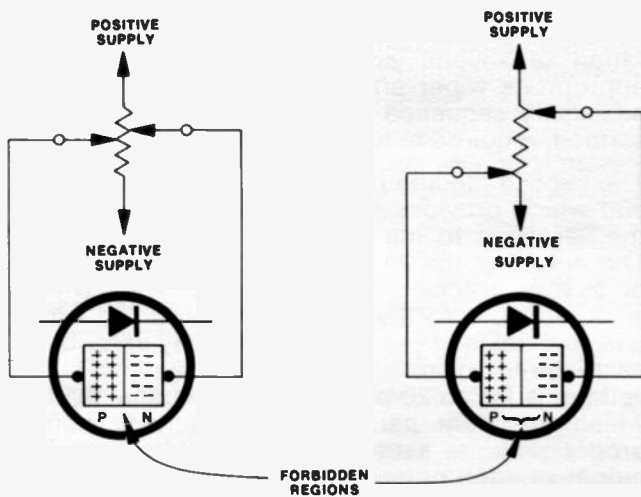 POSITIVE
SUPPLY
NEGATIVE
SUPPLY
+ + + - - -
+ + + - - -
+ + + - - -
+ + + - - -
+ + + - - -
P N
POSITIVE
SUPPLY
NEGATIVE
SUPPLY
P N
FORBIDDEN
REGIONS